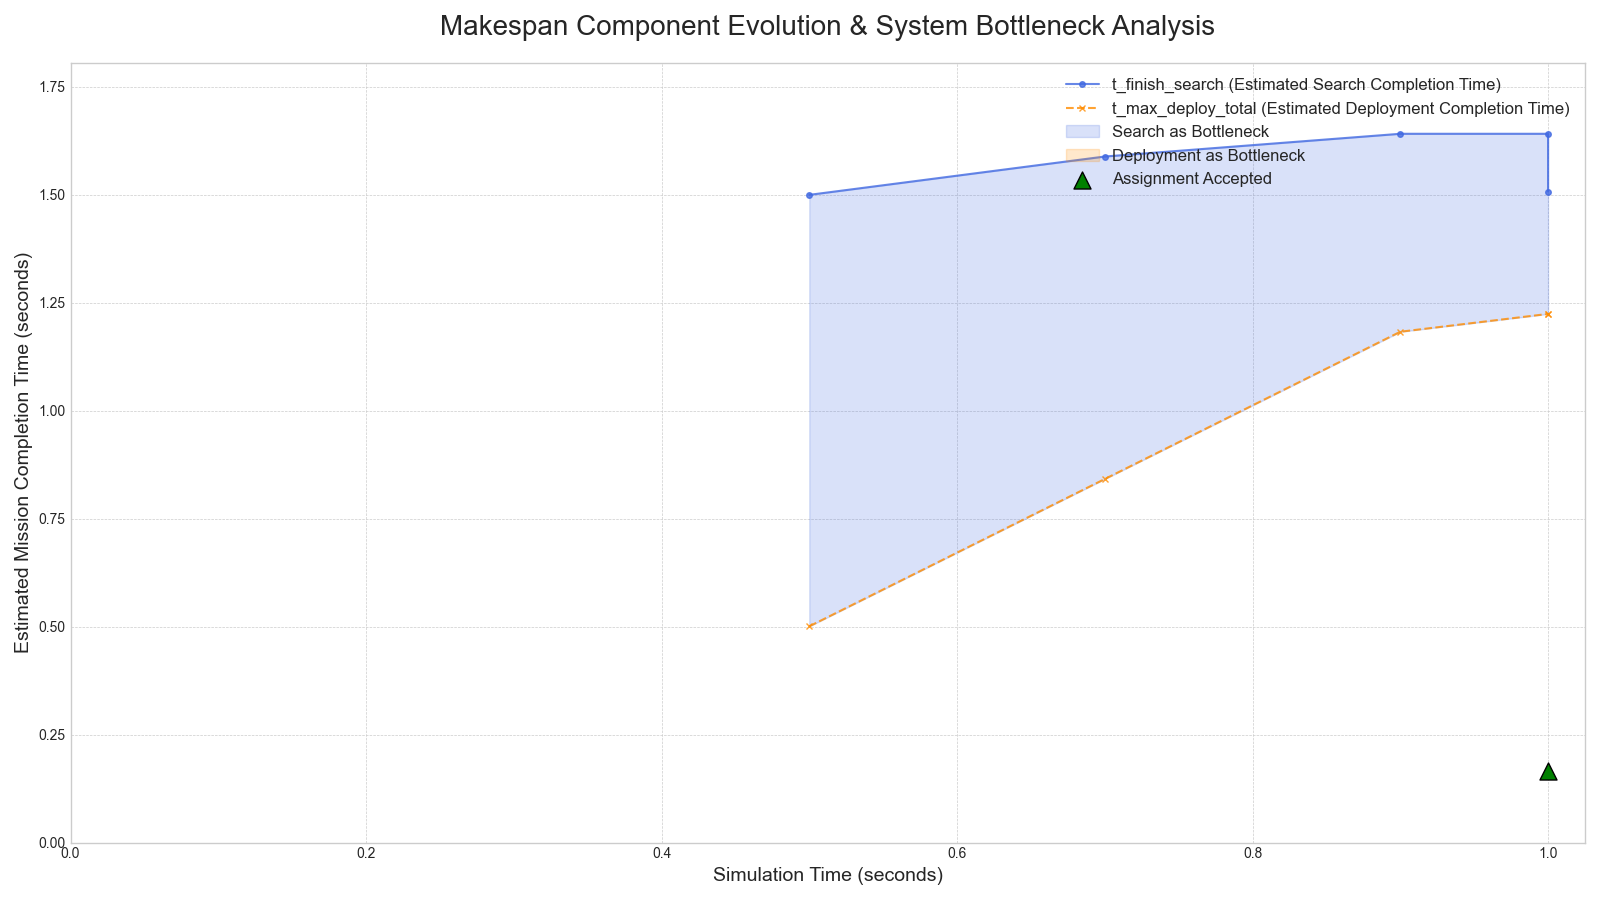 Makespan Component Evolution & System Bottleneck Analysis
t_finish_search (Estimated Search Completion Time)
t_max_deploy_total (Estimated Deployment Completion Time)
Search as Bottleneck
Deployment as Bottleneck
Assignment Accepted
Estimated Mission Completion Time (seconds)
1.75
1.50
1.25
1.00
0.75
0.50
0.25
0.00
0.0
0.2
0.4
0.6
0.8
1.0
Simulation Time (seconds)